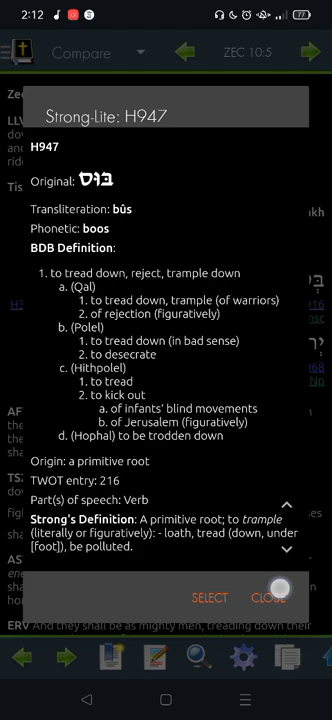 2:12
77
Compare
ZEC 10:5
Strong-Lite: H947
H947
Original: בּוּס
Transliteration: bûs
Phonetic: boos
BDB Definition:
1. to tread down, reject, trample down
a. (Qal)
1. to tread down, trample (of warriors)
2. of rejection (figuratively)
b. (Polel)
1. to tread down (in bad sense)
2. to desecrate
c. (Hithpolel)
1. to tread
2. to kick out
a. of infants' blind movements
b. of Jerusalem (figuratively)
d. (Hophal) to be trodden down
Origin: a primitive root
TWOT entry: 216
Part(s) of speech: Verb
Strong's Definition: A primitive root; to trample
(literally or figuratively): - loath, tread (down, under
[foot]), be polluted.
SELECT
CLOSE
ERV And they shall be as mighty men, treading down their